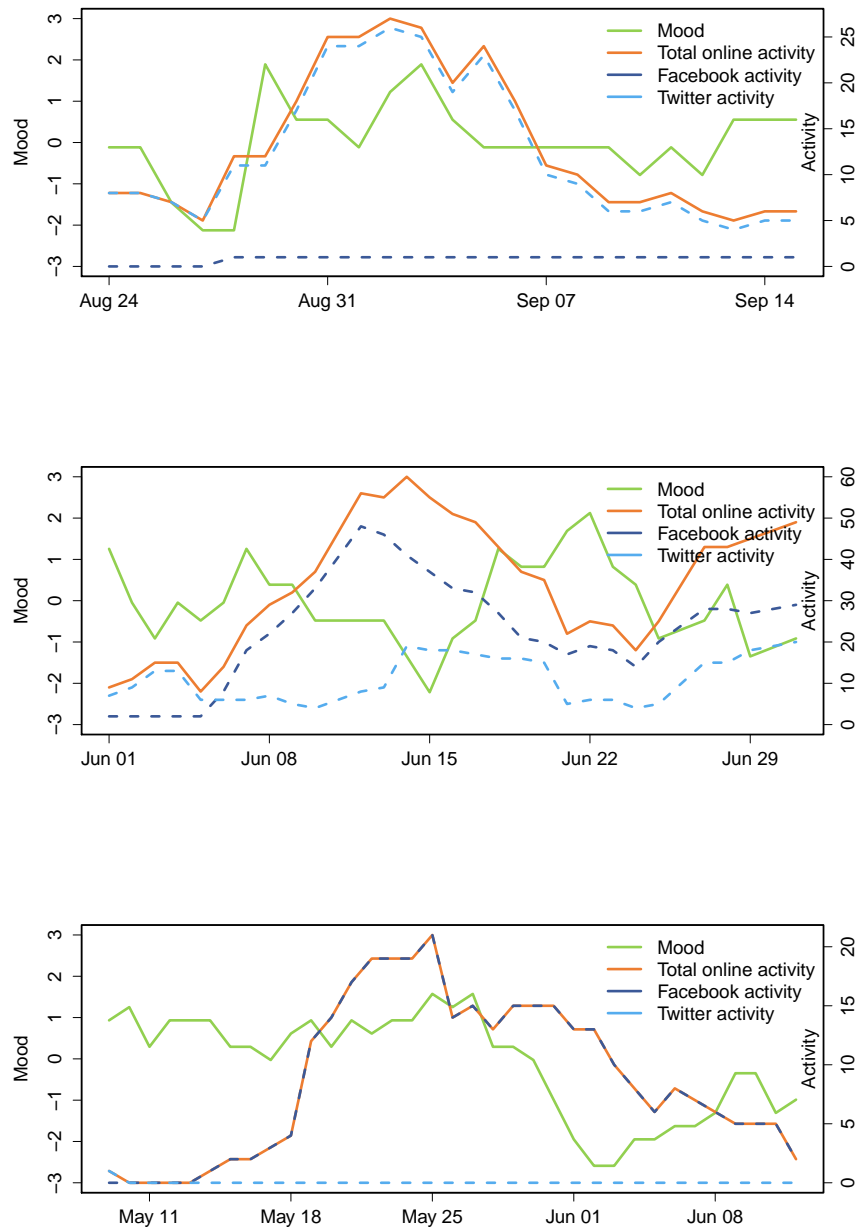 3
2
1
0
−1
−2
−3
Mood
25
20
15
10
5
0
Activity
Mood
Total online activity
Facebook activity
Twitter activity
Aug 24 Aug 31 Sep 07 Sep 14
3
2
1
0
−1
−2
−3
Mood
60
50
40
30
20
10
0
Activity
Mood
Total online activity
Facebook activity
Twitter activity
Jun 01 Jun 08 Jun 15 Jun 22 Jun 29
3
2
1
0
−1
−2
−3
Mood
20
15
10
5
0
Activity
Mood
Total online activity
Facebook activity
Twitter activity
May 11 May 18 May 25 Jun 01 Jun 08